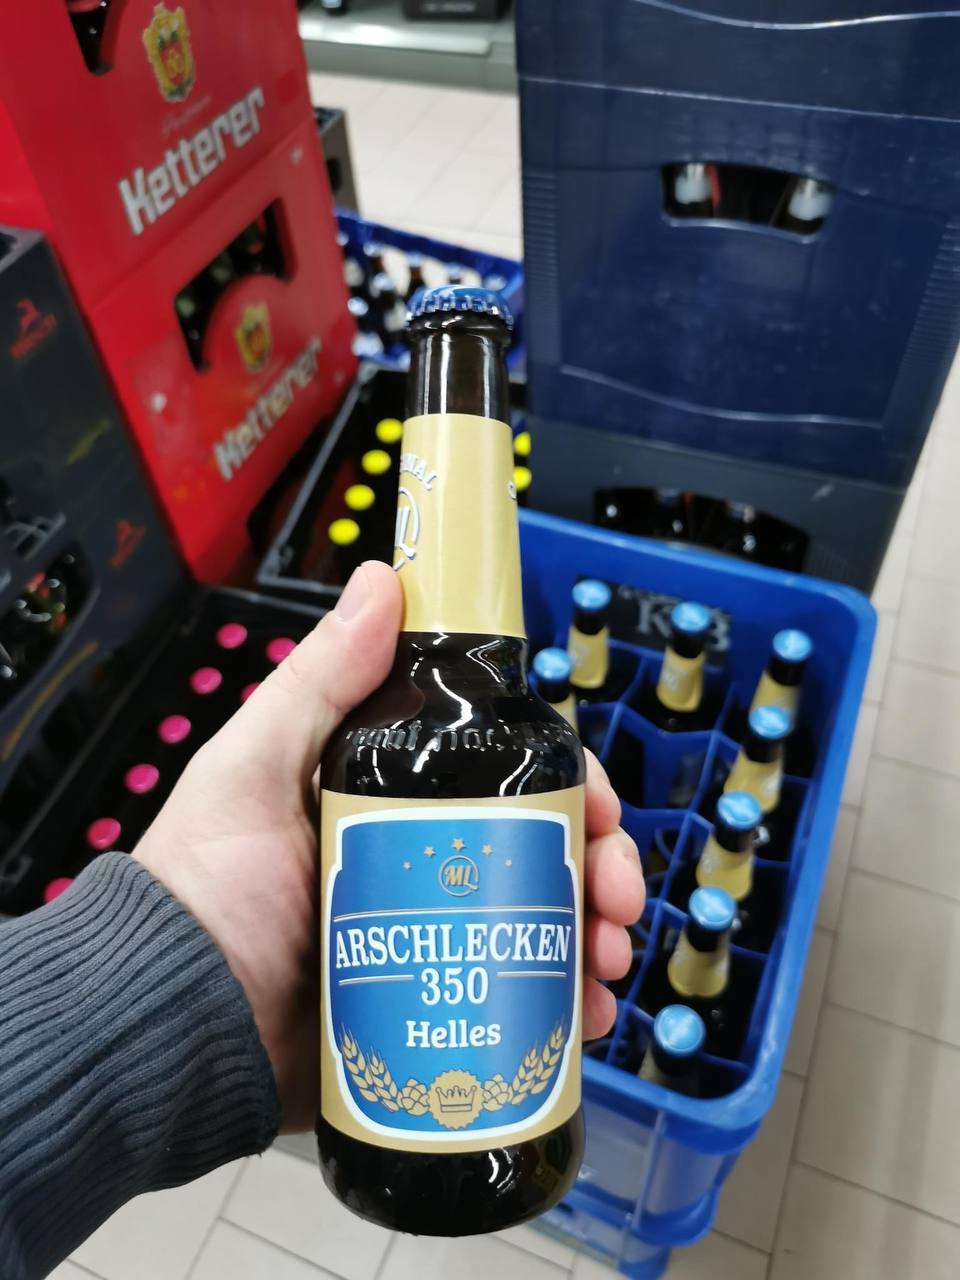 Ketterer
Ketterer
ML
ARSCHLECKEN
350
Helles